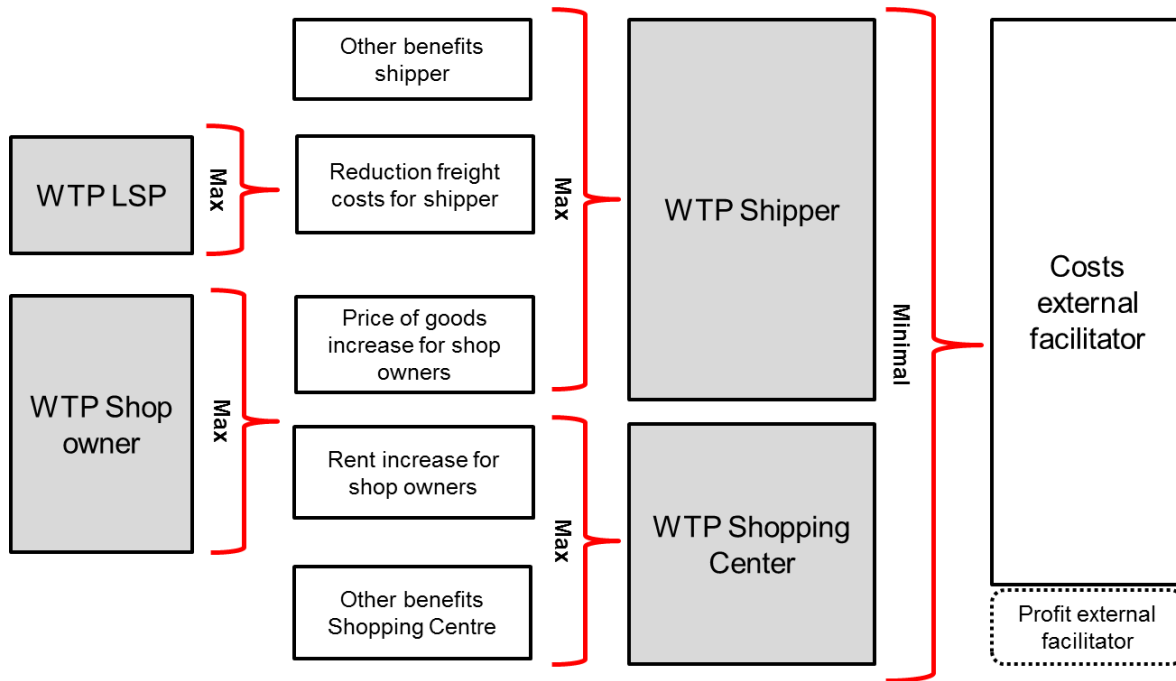 WTP LSP
WTP Shop
owner
Max
Max
Other benefits
shipper
Reduction freight
costs for shipper
Price of goods
increase for shop
owners
Rent increase for
shop owners
Other benefits
Shopping Centre
Max
Max
WTP Shipper
WTP Shopping
Center
Minimal
Costs
external
facilitator
Profit external
facilitator